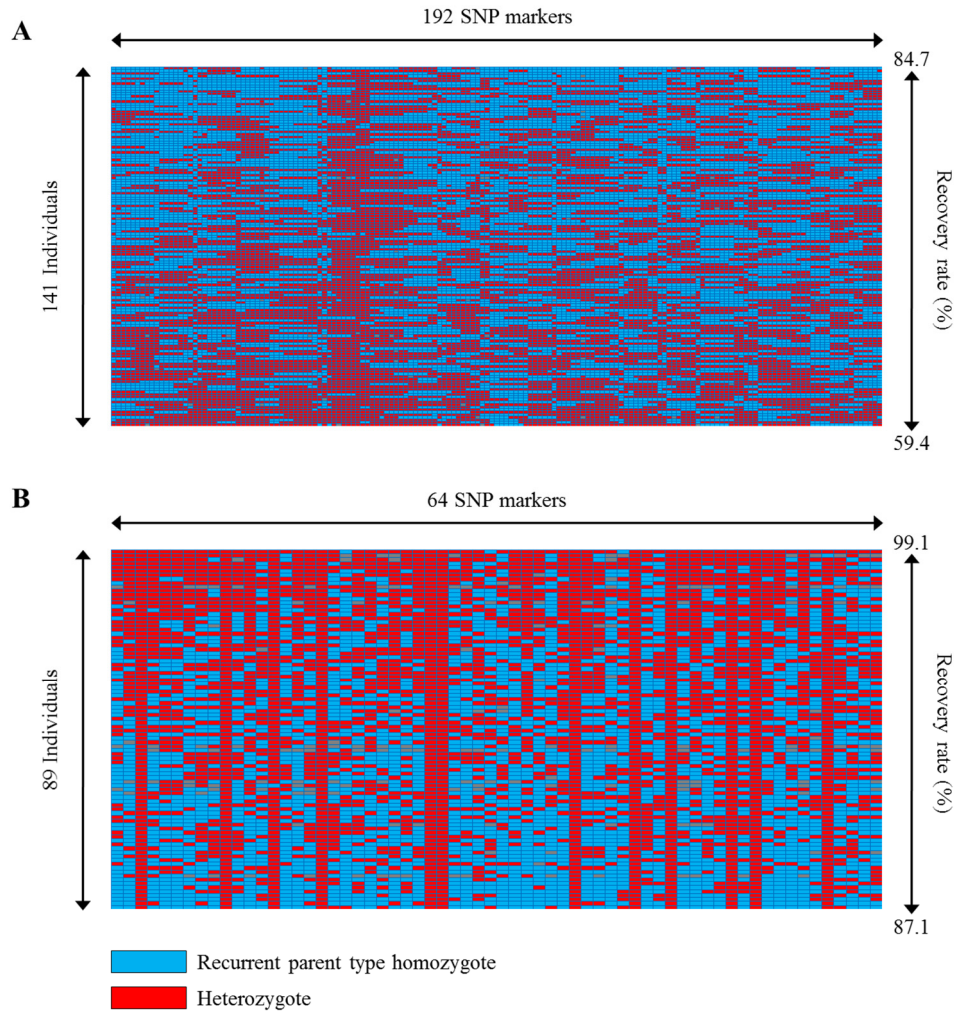 A
192 SNP markers
84.7
141 Individuals
Recovery rate (%)
59.4
B
64 SNP markers
99.1
89 Individuals
Recovery rate (%)
87.1
Recurrent parent type homozygote
Heterozygote